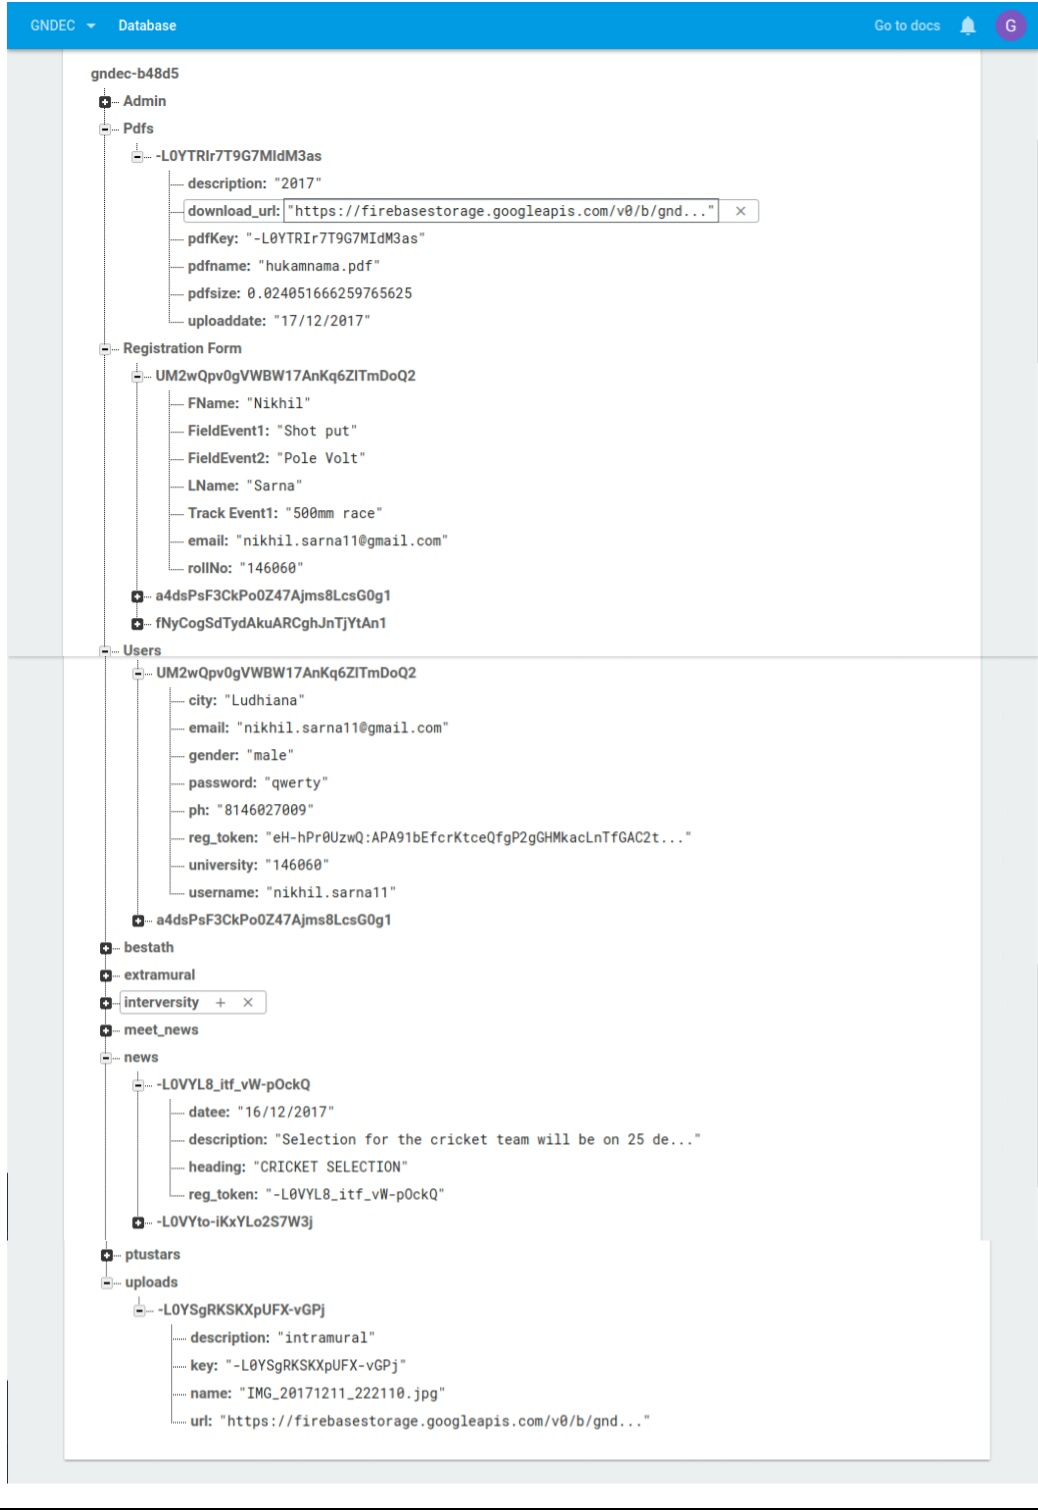 GNDEC Database Go to docs G
gndec-b48d5
Admin
Pdfs
-L0YTRIr7T9G7MIdM3as
description: "2017"
download_url: "https://firebasestorage.googleapis.com/v0/b/gnd..." ×
pdfKey: "-L0YTRIr7T9G7MIdM3as"
pdfname: "hukamnama.pdf"
pdfsize: 0.024051666259765625
uploaddate: "17/12/2017"
Registration Form
UM2wQpv0gVWBW17AnKq6ZITmDoQ2
FName: "Nikhil"
FieldEvent1: "Shot put"
FieldEvent2: "Pole Volt"
LName: "Sarna"
Track Event1: "500mm race"
email: "nikhil.sarna11@gmail.com"
rollNo: "146060"
a4dsPsF3CkPo0Z47Ajms8LcsG0g1
fNyCogSdTydAkuARCghJnTjYtAn1
Users
UM2wQpv0gVWBW17AnKq6ZITmDoQ2
city: "Ludhiana"
email: "nikhil.sarna11@gmail.com"
gender: "male"
password: "qwerty"
ph: "8146027009"
reg_token: "eH-hPr0UzwQ:APA91bEfcrKtceQfgP2gGHMkacLnTfGAC2t..."
university: "146060"
username: "nikhil.sarna11"
a4dsPsF3CkPo0Z47Ajms8LcsG0g1
bestath
extramural
interversity + ×
meet_news
news
-L0VYL8_itf_vW-pOckQ
datee: "16/12/2017"
description: "Selection for the cricket team will be on 25 de..."
heading: "CRICKET SELECTION"
reg_token: "-L0VYL8_itf_vW-pOckQ"
-L0VYto-iKxYLo2S7W3j
ptustars
uploads
-L0YSgRKSKXpUFX-vGPj
description: "intramural"
key: "-L0YSgRKSKXpUFX-vGPj"
name: "IMG_20171211_222110.jpg"
url: "https://firebasestorage.googleapis.com/v0/b/gnd..."